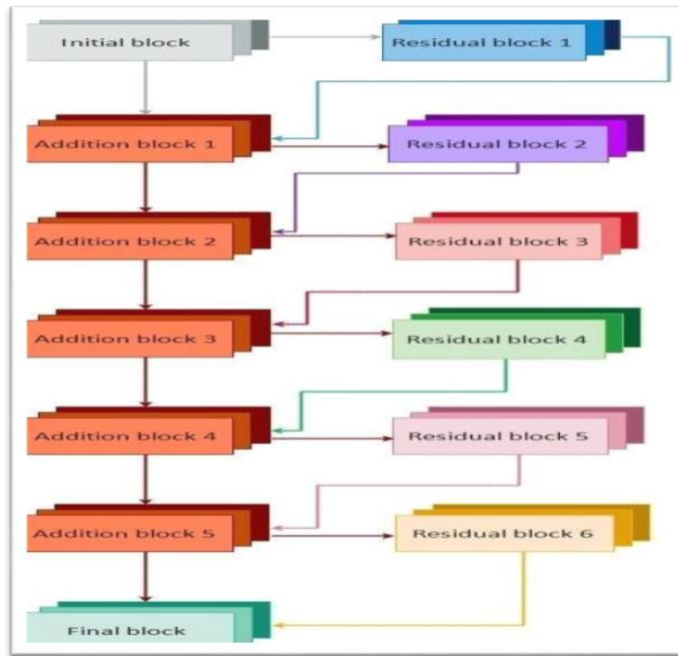 Initial block
Residual block 1
Addition block 1
Residual block 2
Addition block 2
Residual block 3
Addition block 3
Residual block 4
Addition block 4
Residual block 5
Addition block 5
Residual block 6
Final block